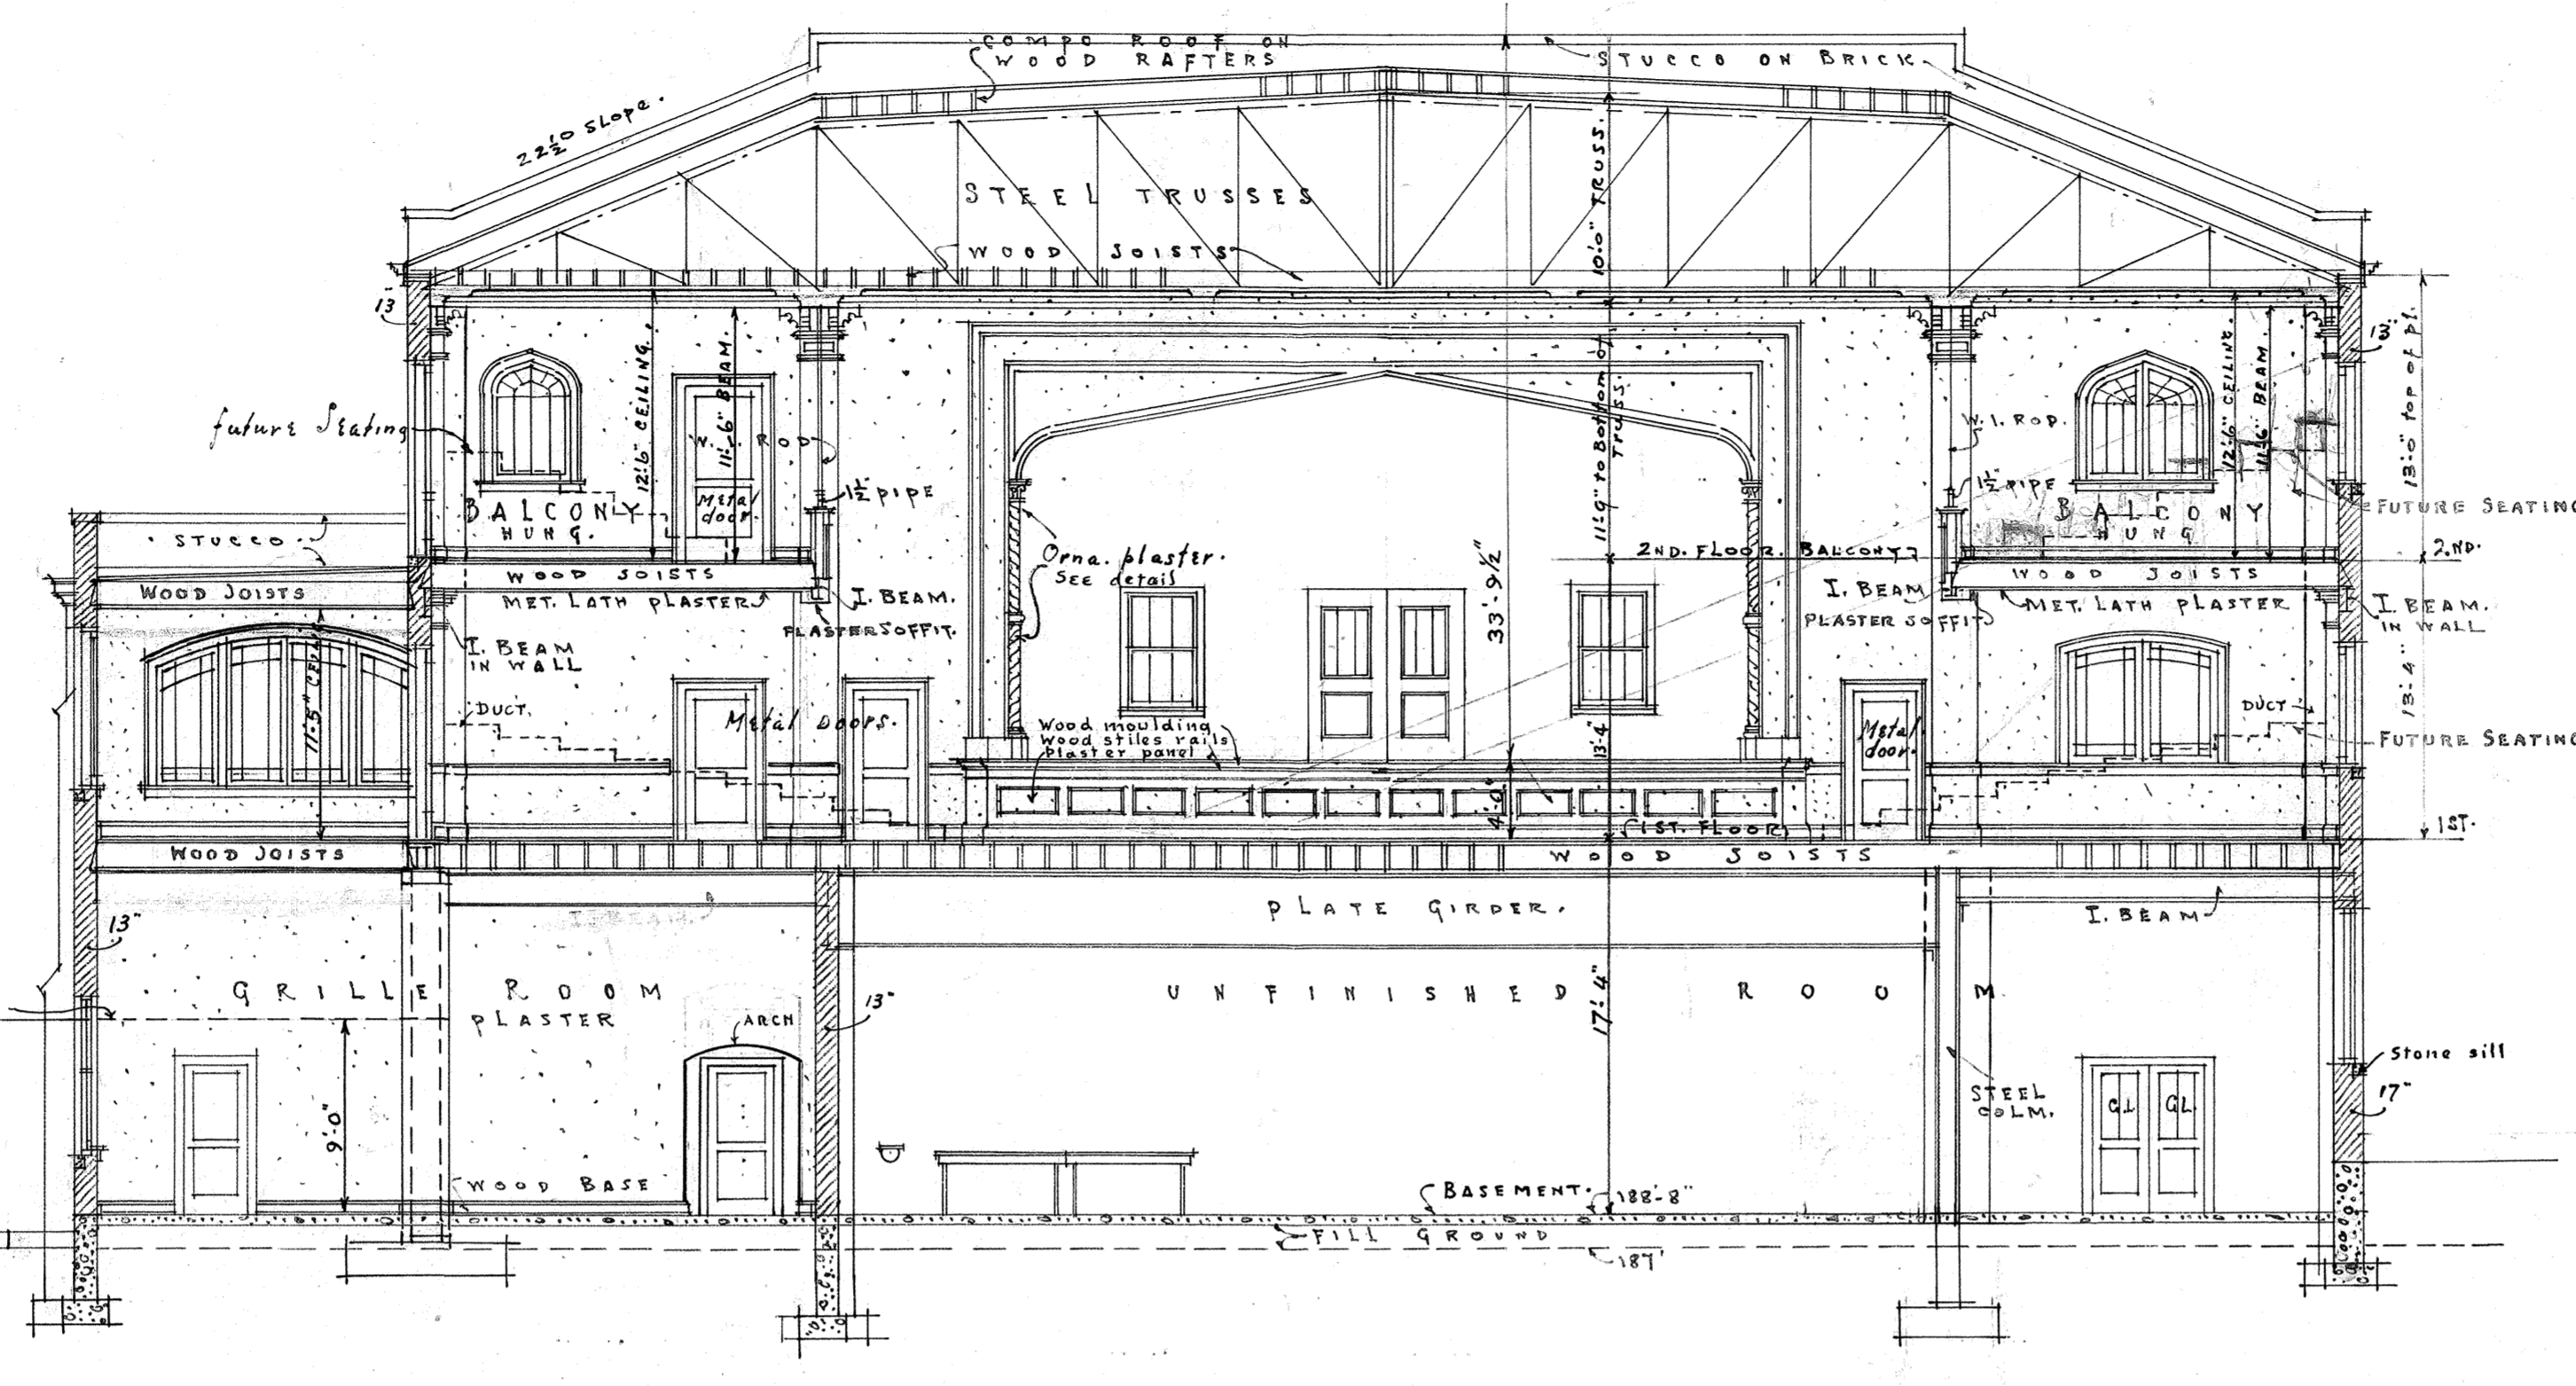 COMPO ROOF ON
WOOD RAFTERS
STUCCO ON BRICK
22½° SLOPE.
STEEL TRUSSES
10'-0" TRUSS.
WOOD JOISTS
13"
13"
13'-0" top of pl.
future Seating
12'-6" CEILING.
11'-6" BEAM.
W. I. ROD
1½" PIPE
Metal door.
BALCONY
HUNG.
11'-9" to Bottom of Truss.
W. I. ROD.
1½" PIPE
12'-6" CEILING.
11'-6" BEAM.
BALCONY
HUNG
FUTURE SEATING
STUCCO
WOOD JOISTS
WOOD JOISTS
MET. LATH PLASTER
I. BEAM.
PLASTER SOFFIT.
I. BEAM
IN WALL
Orna. plaster.
SEE detail
33'-9½"
2ND. FLOOR. BALCONY
2.ND.
WOOD JOISTS
I. BEAM
PLASTER SOFFIT
MET. LATH PLASTER
I. BEAM.
IN WALL
11'-5" CEIL
DUCT.
Metal Doors.
Wood moulding
Wood stiles rails
plaster panel
13'-4"
4'-0"
Metal
door.
DUCT
13'-4"
FUTURE SEATING
1ST. FLOOR
1ST.
WOOD JOISTS
WOOD JOISTS
I. BEAM.
PLATE GIRDER.
I. BEAM
13"
GRILLE ROOM
PLASTER
ARCH
13"
UNFINISHED ROOM
17'-4"
9'-0"
STEEL
COLM.
GL GL
Stone sill
17"
WOOD BASE
BASEMENT.
188'-8"
FILL GROUND
187'